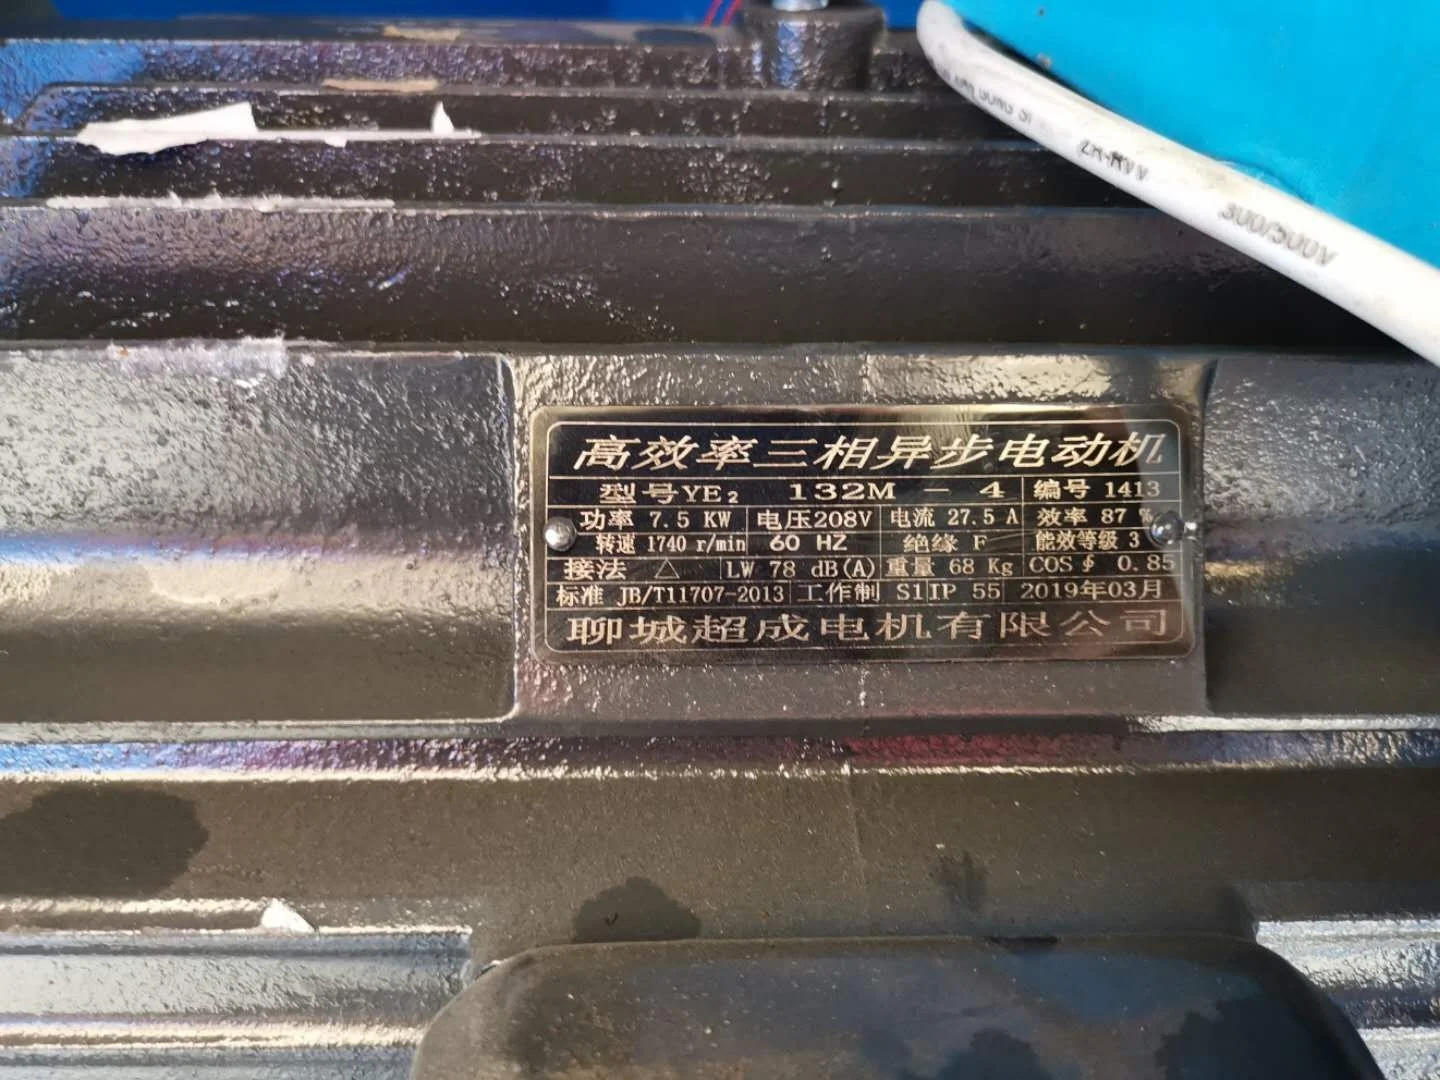 ZR-RVV
300/500V
高效率三相异步电动机
型号YE₂ 132M - 4 编号 1413
功率 7.5 KW 电压208V 电流 27.5 A 效率 87 %
转速 1740 r/min 60 HZ 绝缘 F 能效等级 3
接法 △ LW 78 dB(A) 重量 68 Kg COS∮ 0.85
标准 JB/T11707-2013 工作制 S1 IP 55 2019年03月
聊城超成电机有限公司